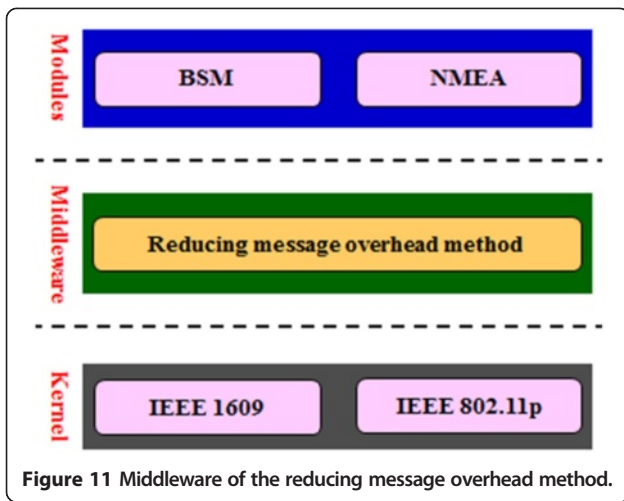 Modules
BSM
NMEA
Middleware
Reducing message overhead method
Kernel
IEEE 1609
IEEE 802.11p
Figure 11 Middleware of the reducing message overhead method.